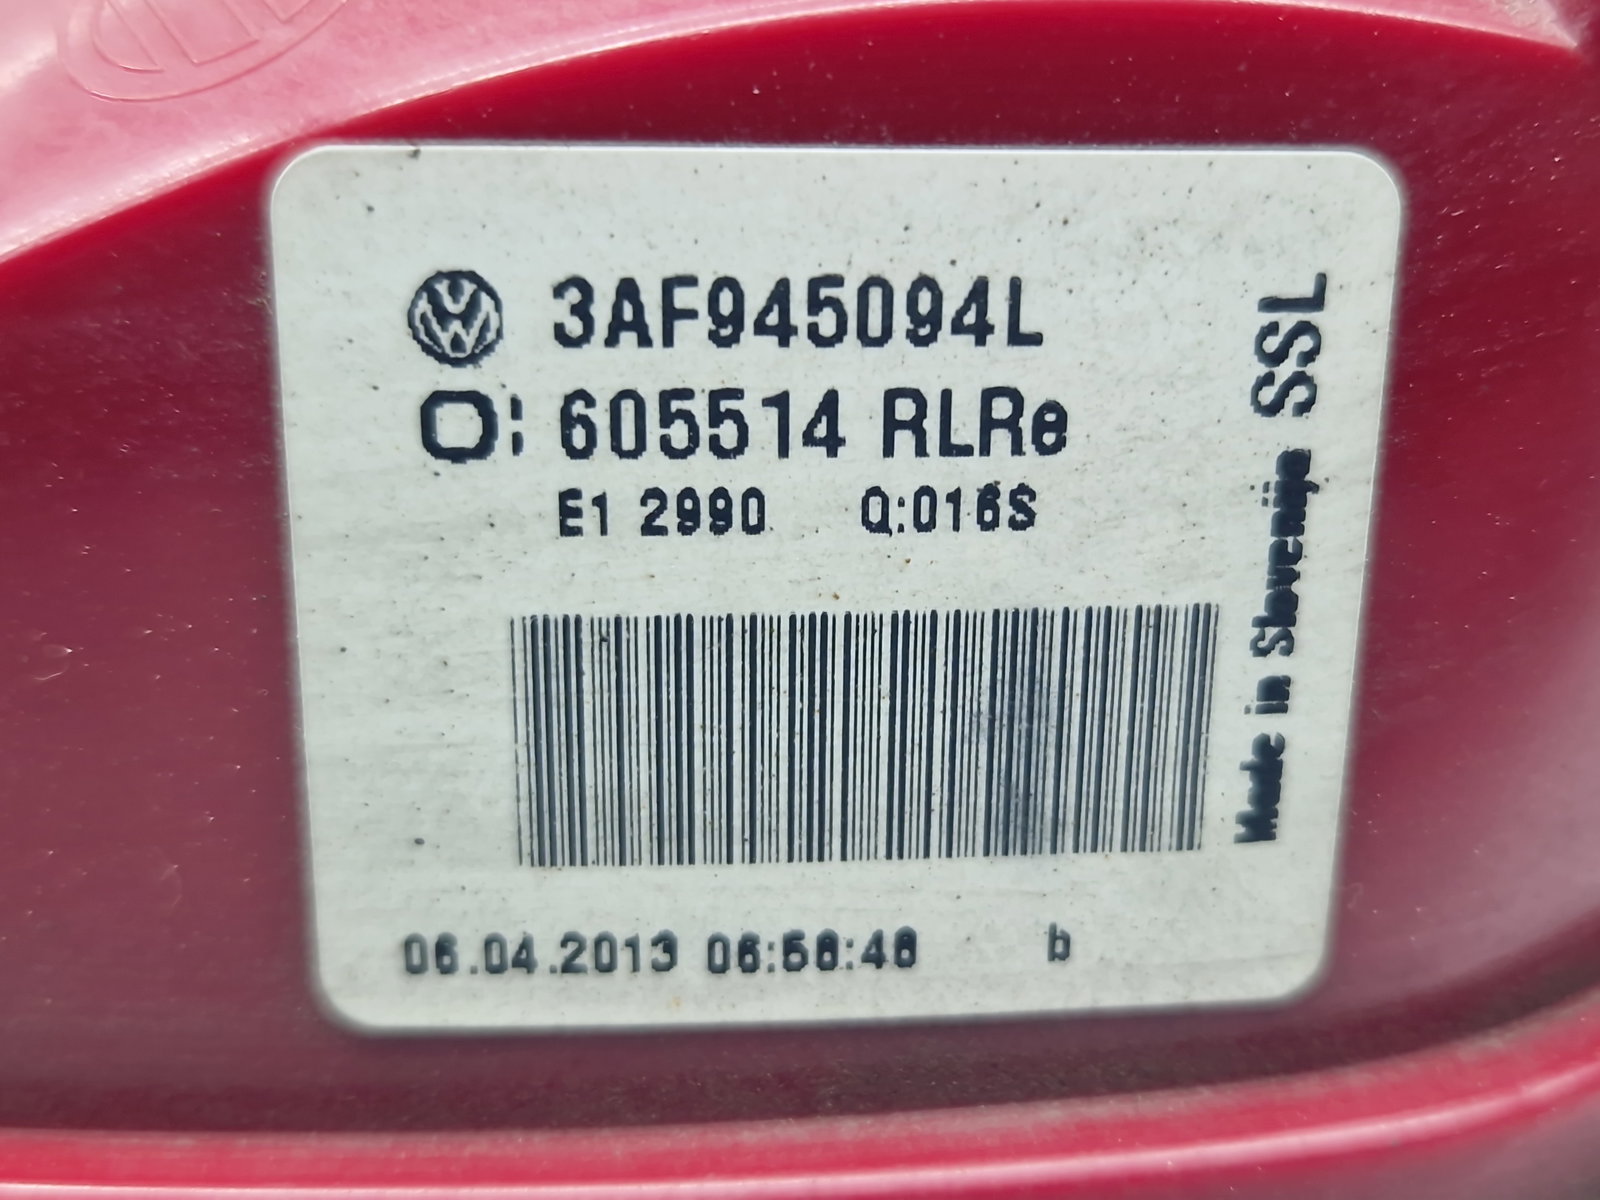 3AF945094L
O: 605514 RLRe
E1 2990 Q:016S
06.04.2013 06:58:48 b
Made in Slovenija SSL